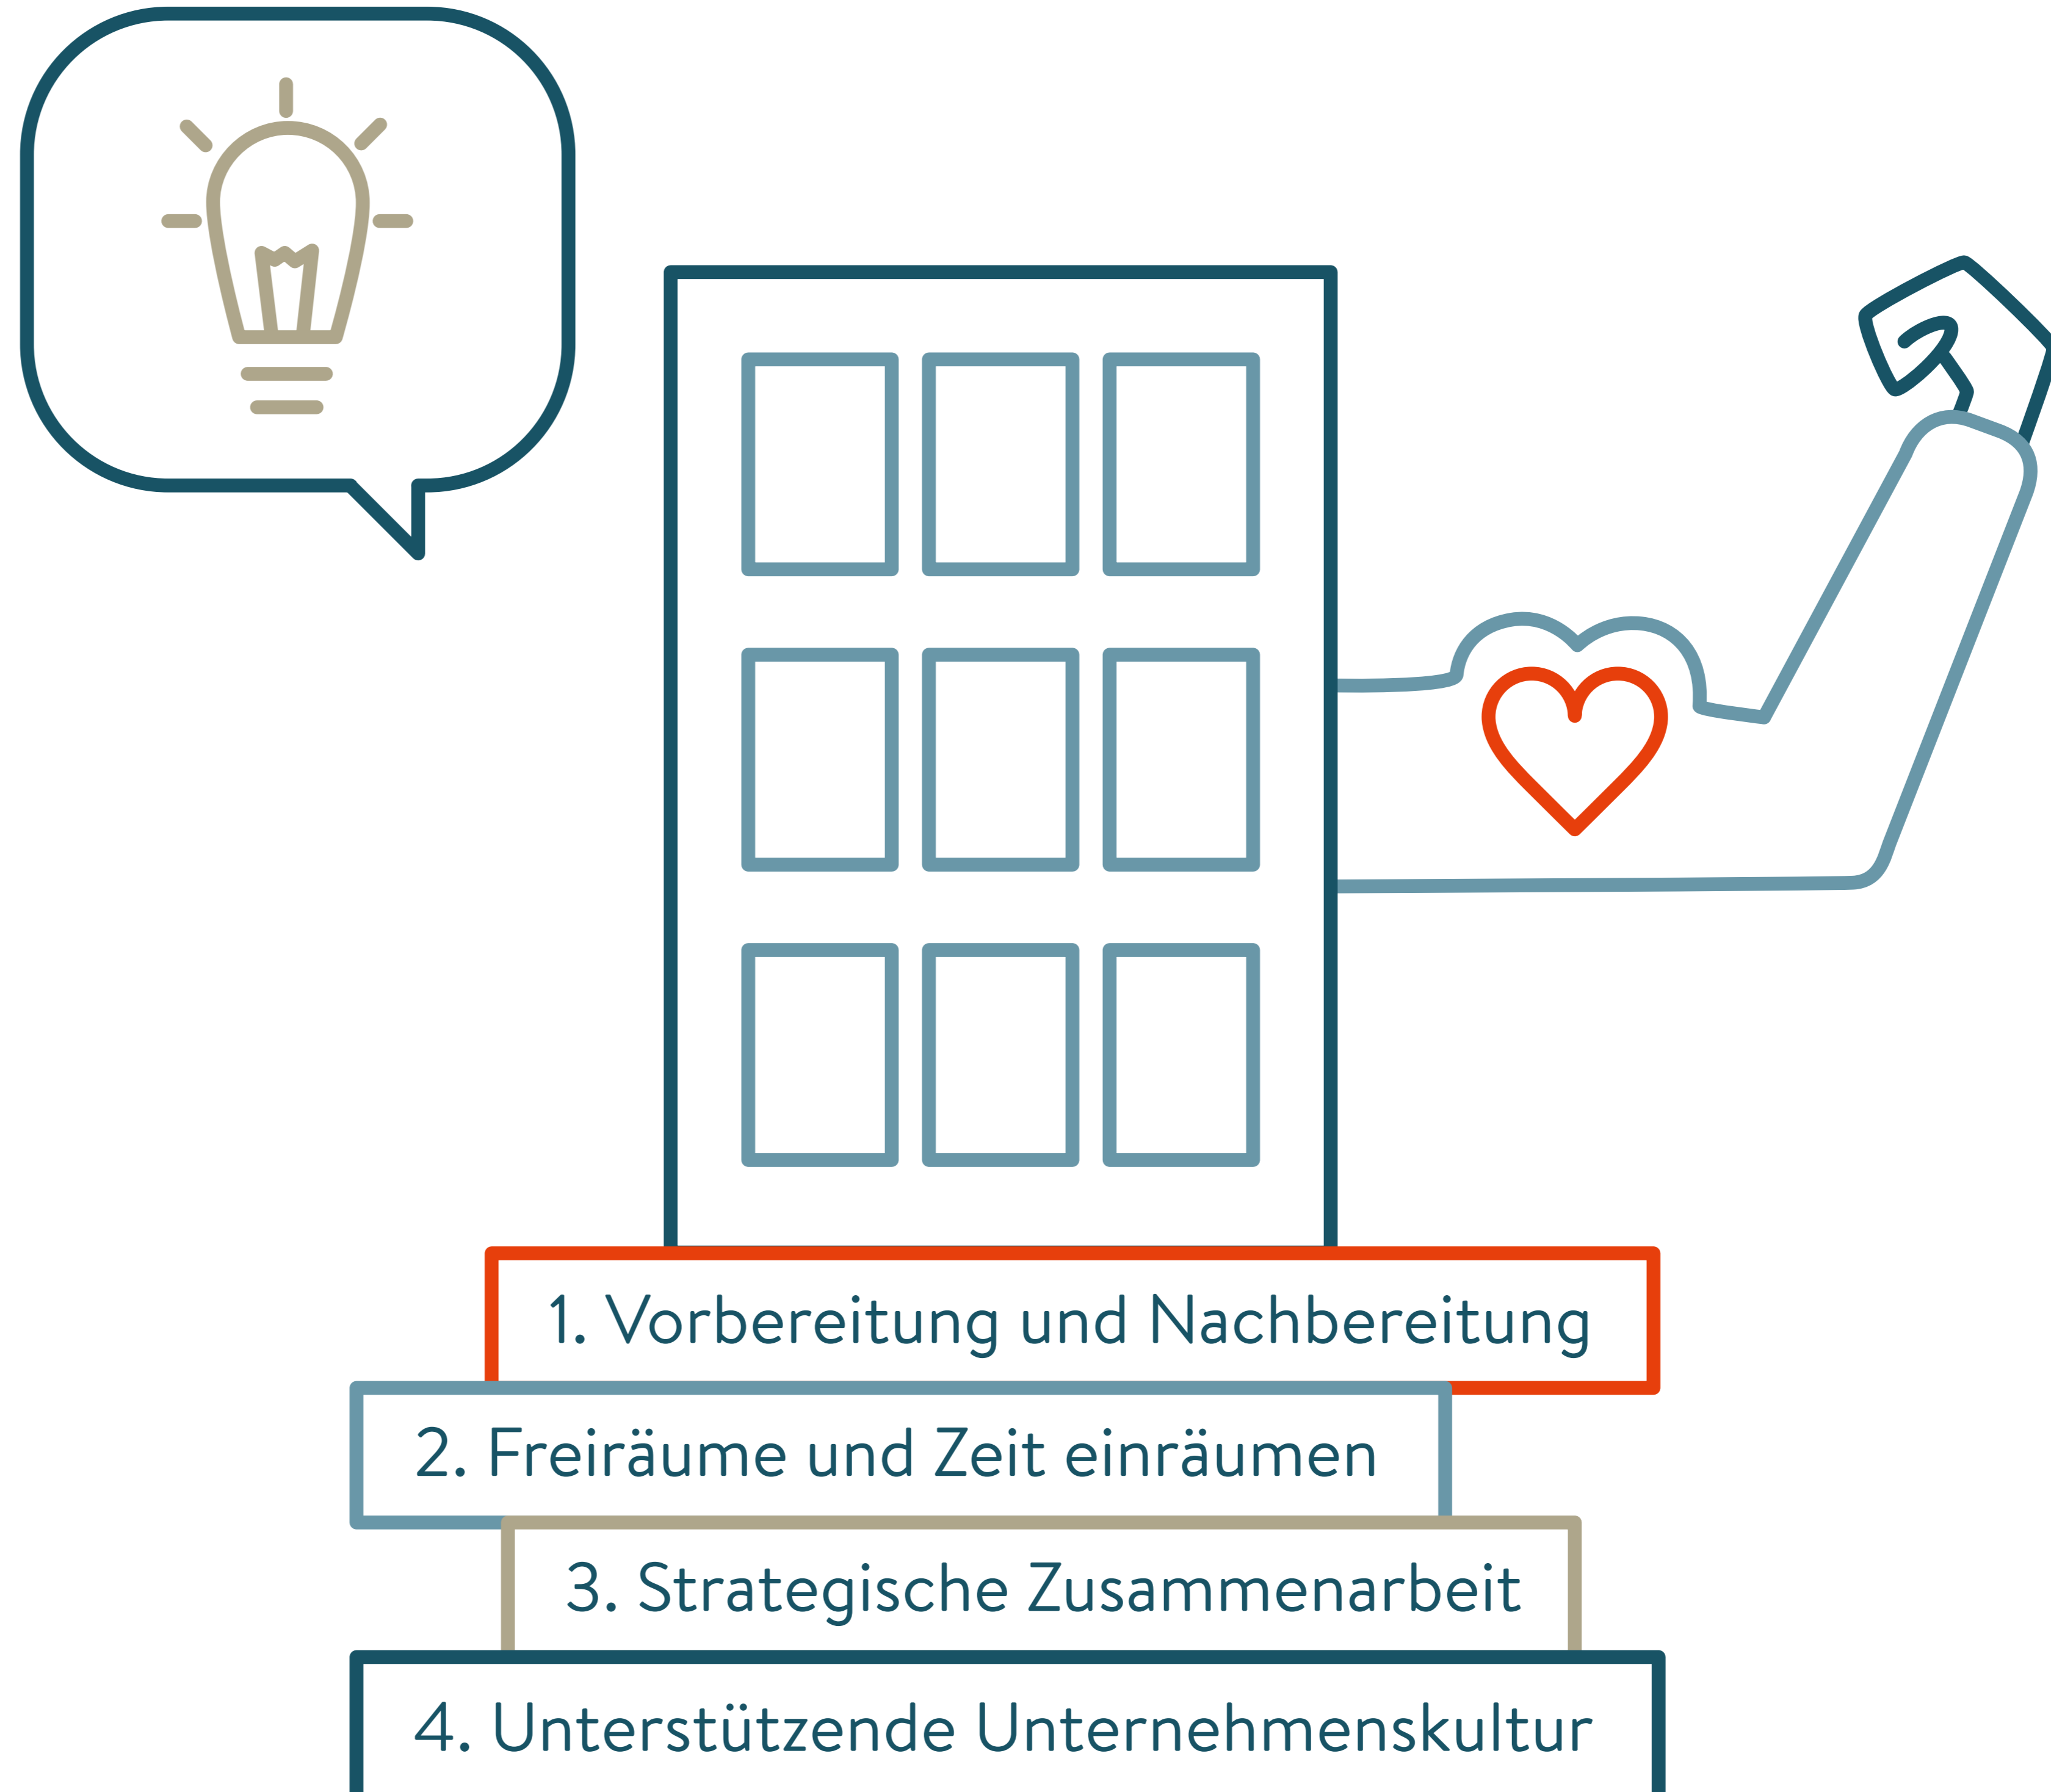 1. Vorbereitung und Nachbereitung
2. Freiräume und Zeit einräumen
3. Strategische Zusammenarbeit
4. Unterstützende Unternehmenskultur